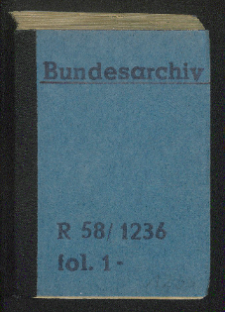 Bundesarchiv
R 58/ 1236
fol. 1-